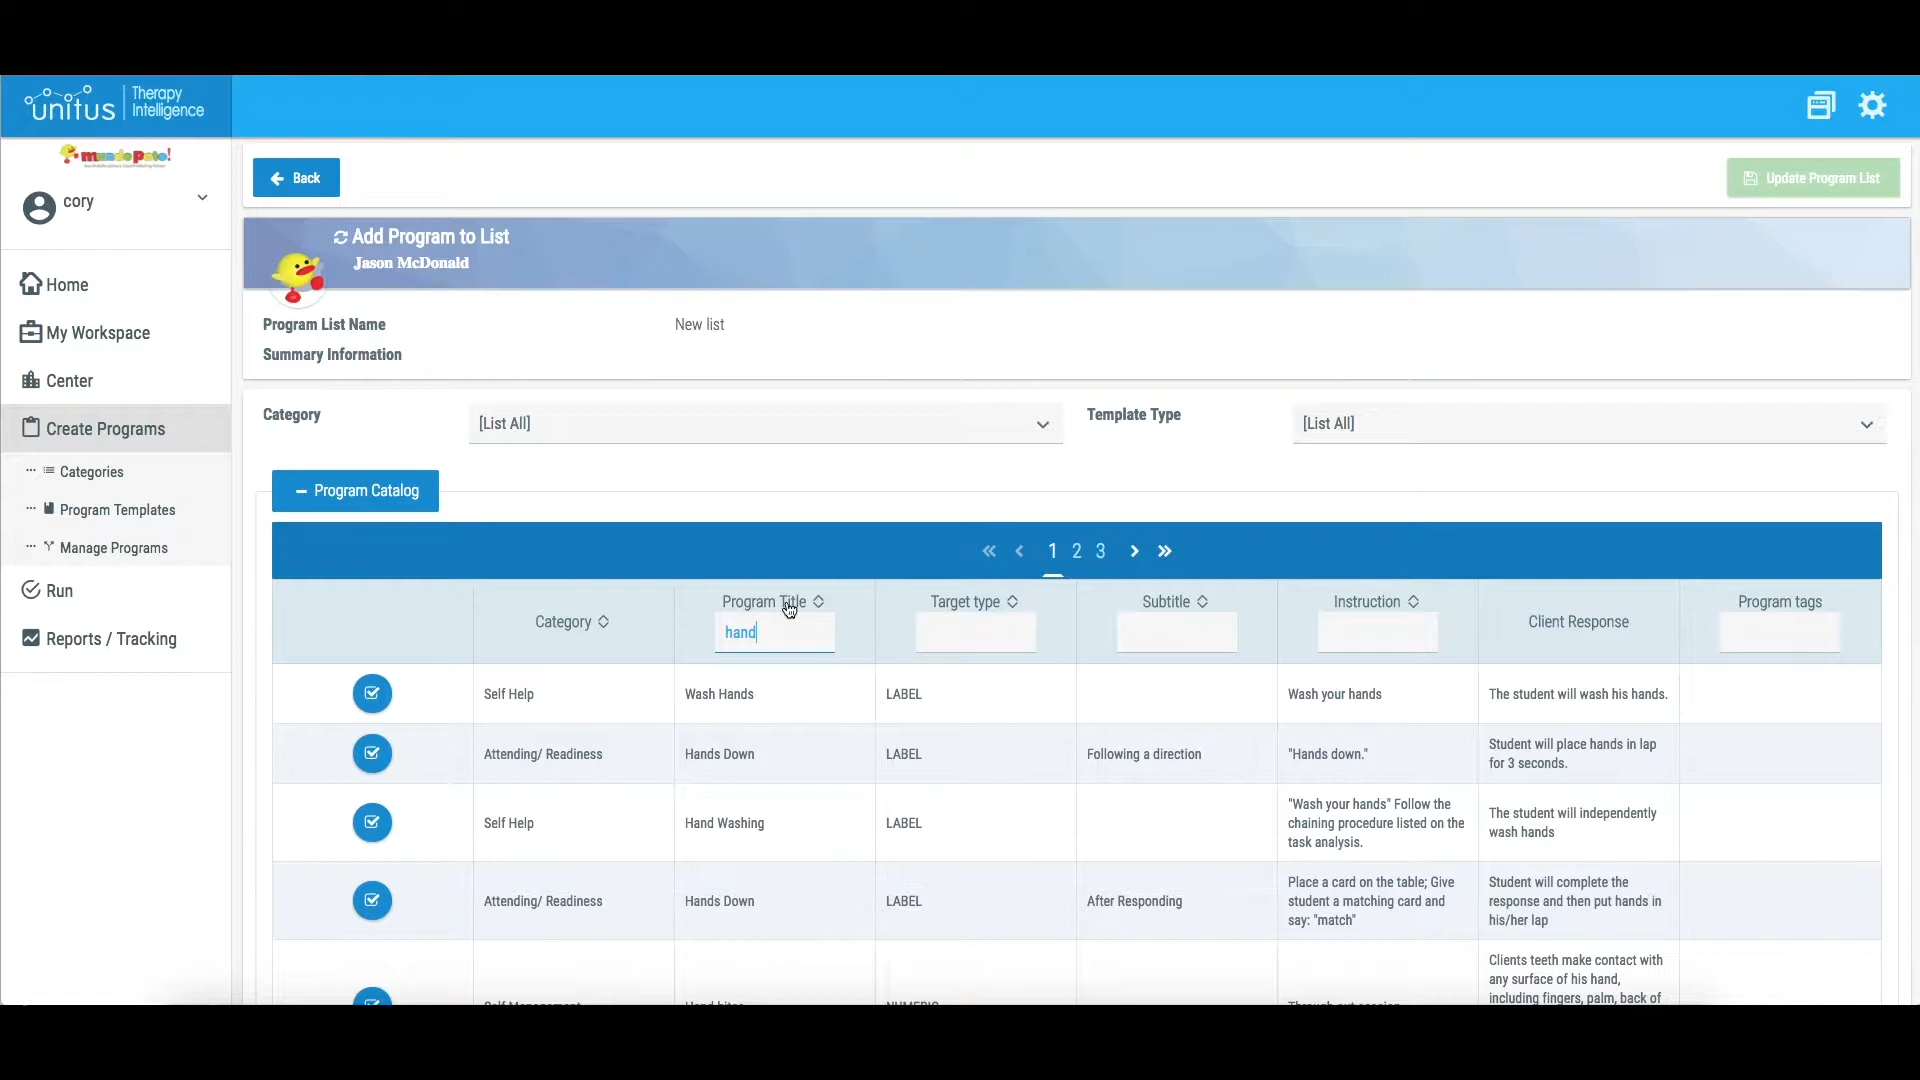 unitus
Therapy
Intelligence
mundo pato!
cory
Home
My Workspace
Center
Create Programs
Categories
Program Templates
Manage Programs
Run
Reports / Tracking
Back
Update Program List
Add Program to List
Jason McDonald
Program List Name
New list
Summary Information
Category
[List All]
Template Type
[List All]
Program Catalog
1 2 3
Category
Program Title
hand
Target type
Subtitle
Instruction
Client Response
Program tags
Self Help
Wash Hands
LABEL
Wash your hands
The student will wash his hands.
Attending/ Readiness
Hands Down
LABEL
Following a direction
"Hands down."
Student will place hands in lap
for 3 seconds.
Self Help
Hand Washing
LABEL
"Wash your hands" Follow the
chaining procedure listed on the
task analysis.
The student will independently
wash hands
Attending/ Readiness
Hands Down
LABEL
After Responding
Place a card on the table; Give
student a matching card and
say: "match"
Student will complete the
response and then put hands in
his/her lap
Clients teeth make contact with
any surface of his hand,
including fingers, palm, back of